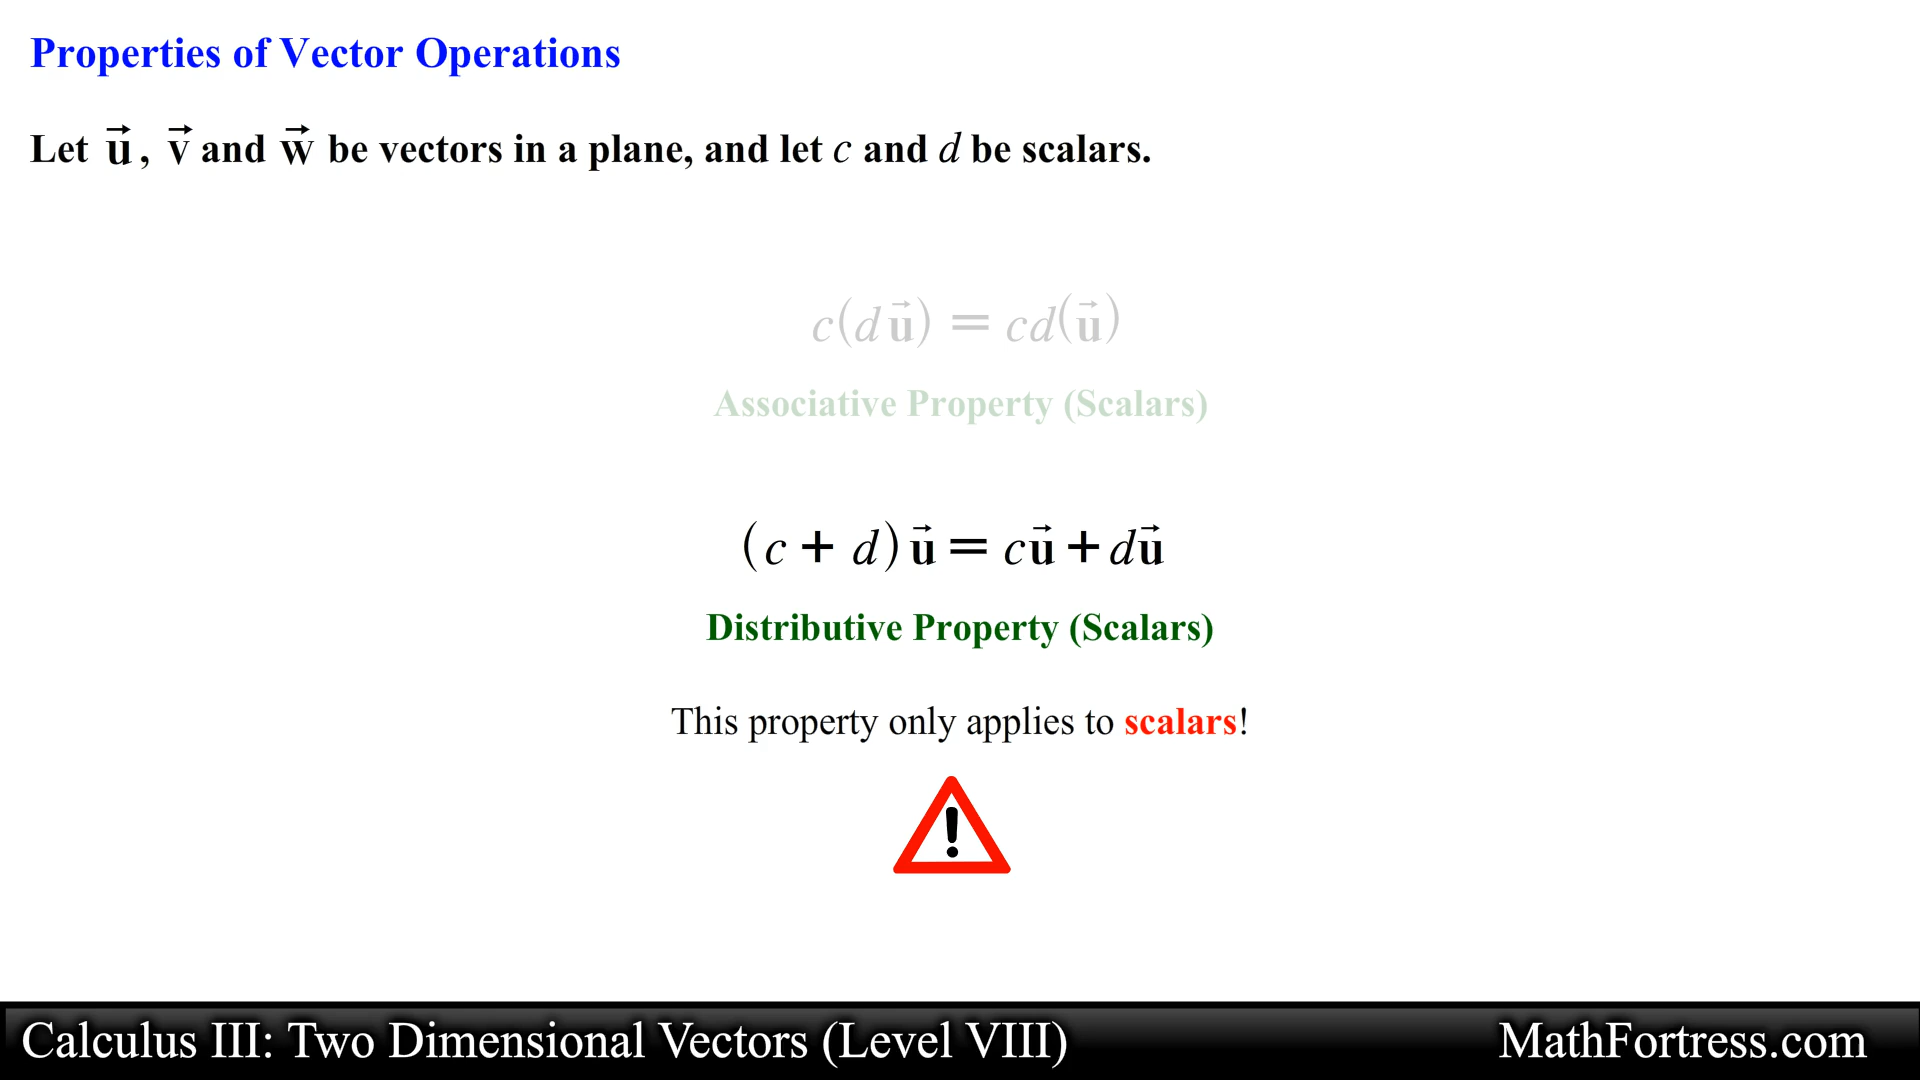 Properties of Vector Operations
Let u⃗, v⃗ and w⃗ be vectors in a plane, and let c and d be scalars.
c(du⃗) = cd(u⃗)
Associative Property (Scalars)
(c + d)u⃗ = cu⃗ + du⃗
Distributive Property (Scalars)
This property only applies to scalars!
!
Calculus III: Two Dimensional Vectors (Level VIII)
MathFortress.com